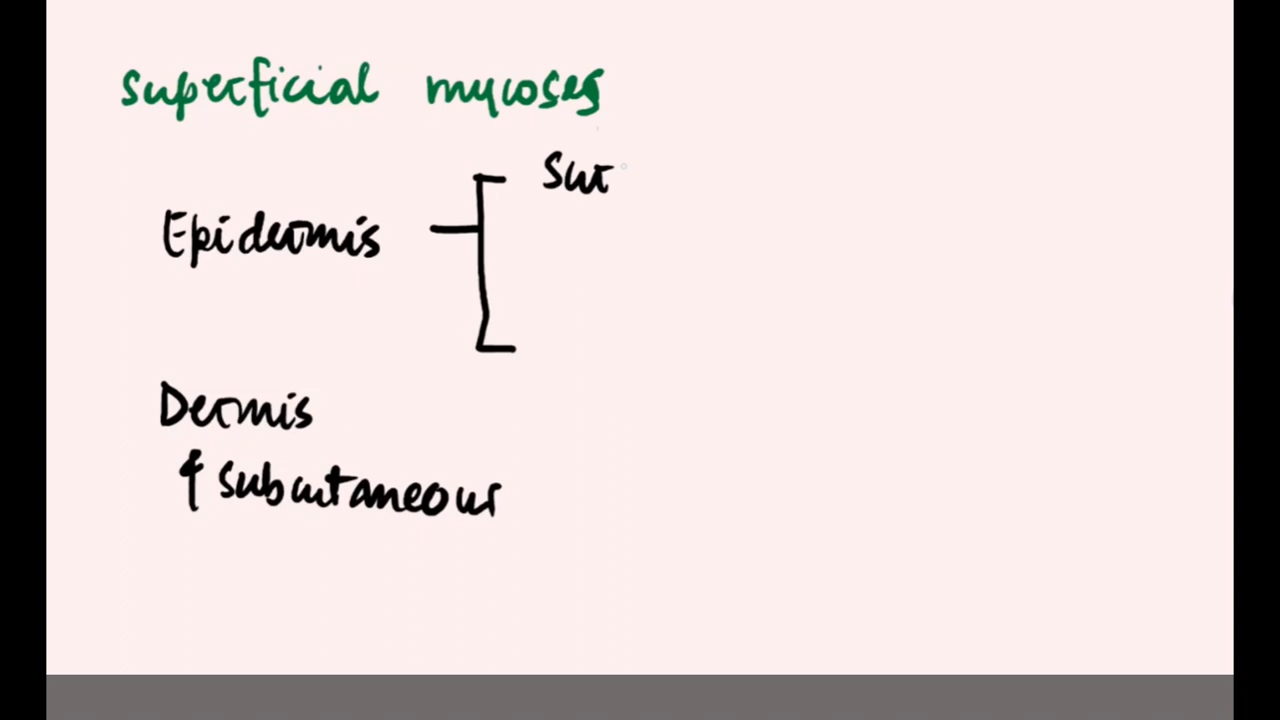 superficial mycoses
Sur
Epidermis
Dermis
& subcutaneous